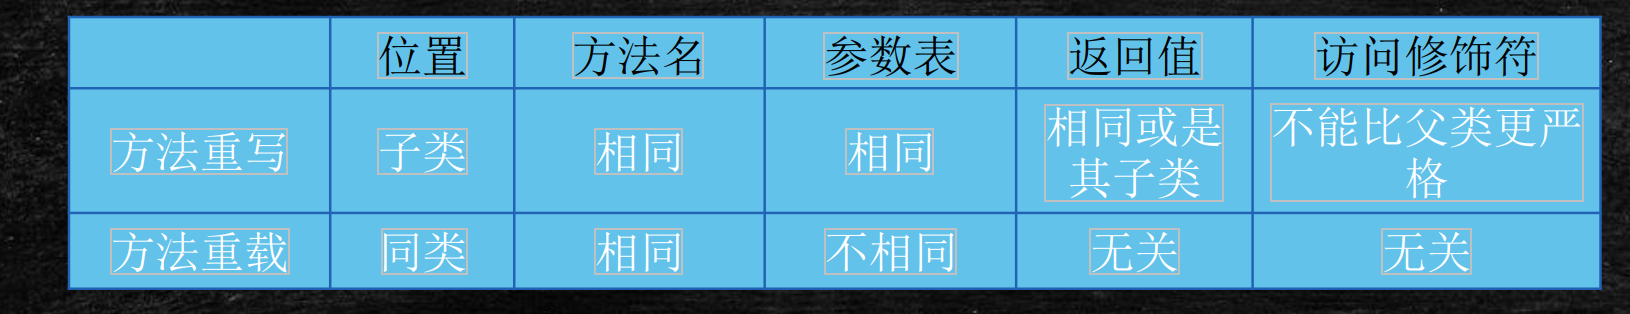 位置 方法名 参数表 返回值 访问修饰符
方法重写 子类 相同 相同 相同或是其子类 不能比父类更严格
方法重载 同类 相同 不相同 无关 无关